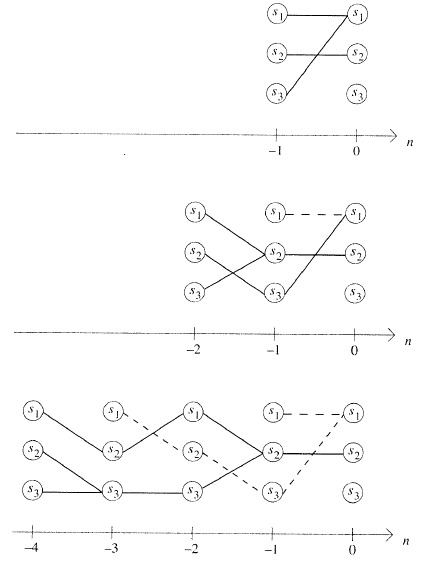 s1 s1
s2 s2
s3 s3
n
–1 0
s1 s1 s1
s2 s2 s2
s3 s3 s3
n
–2 –1 0
s1 s1 s1 s1 s1
s2 s2 s2 s2 s2
s3 s3 s3 s3 s3
n
–4 –3 –2 –1 0